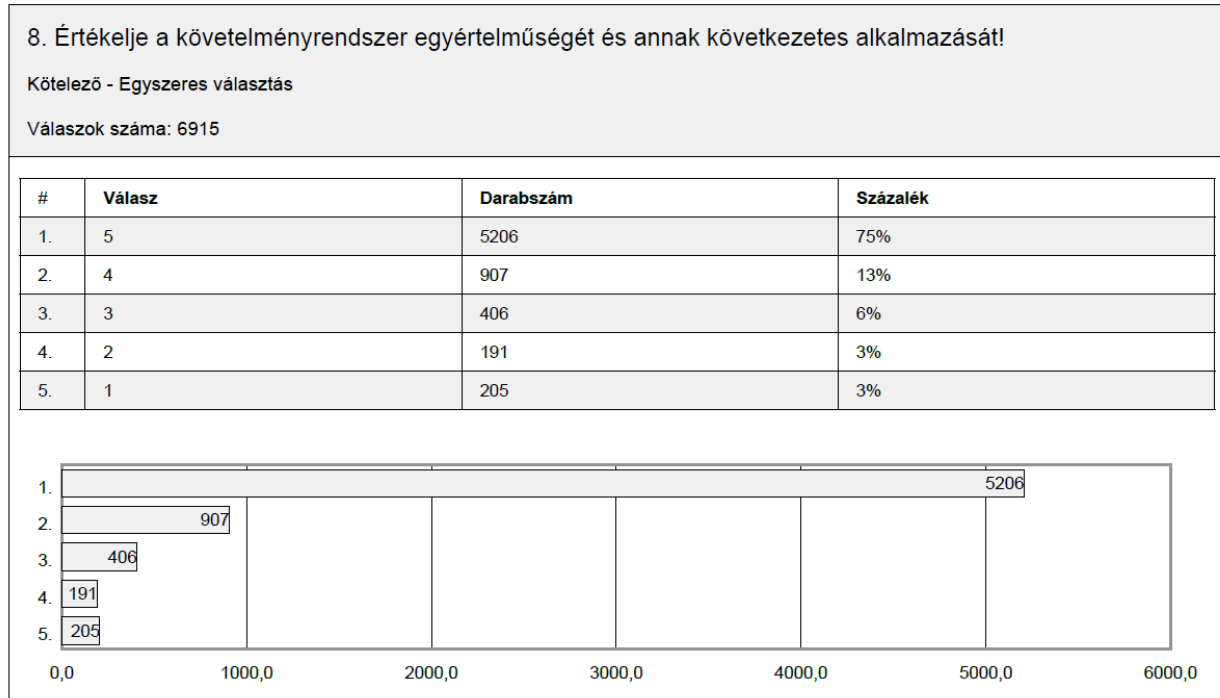 8. Értékelje a követelményrendszer egyértelműségét és annak következetes alkalmazását!
Kötelező - Egyszeres választás
Válaszok száma: 6915
# Válasz Darabszám Százalék
1. 5 5206 75%
2. 4 907 13%
3. 3 406 6%
4. 2 191 3%
5. 1 205 3%
1. 5206
2. 907
3. 406
4. 191
5. 205
0,0 1000,0 2000,0 3000,0 4000,0 5000,0 6000,0